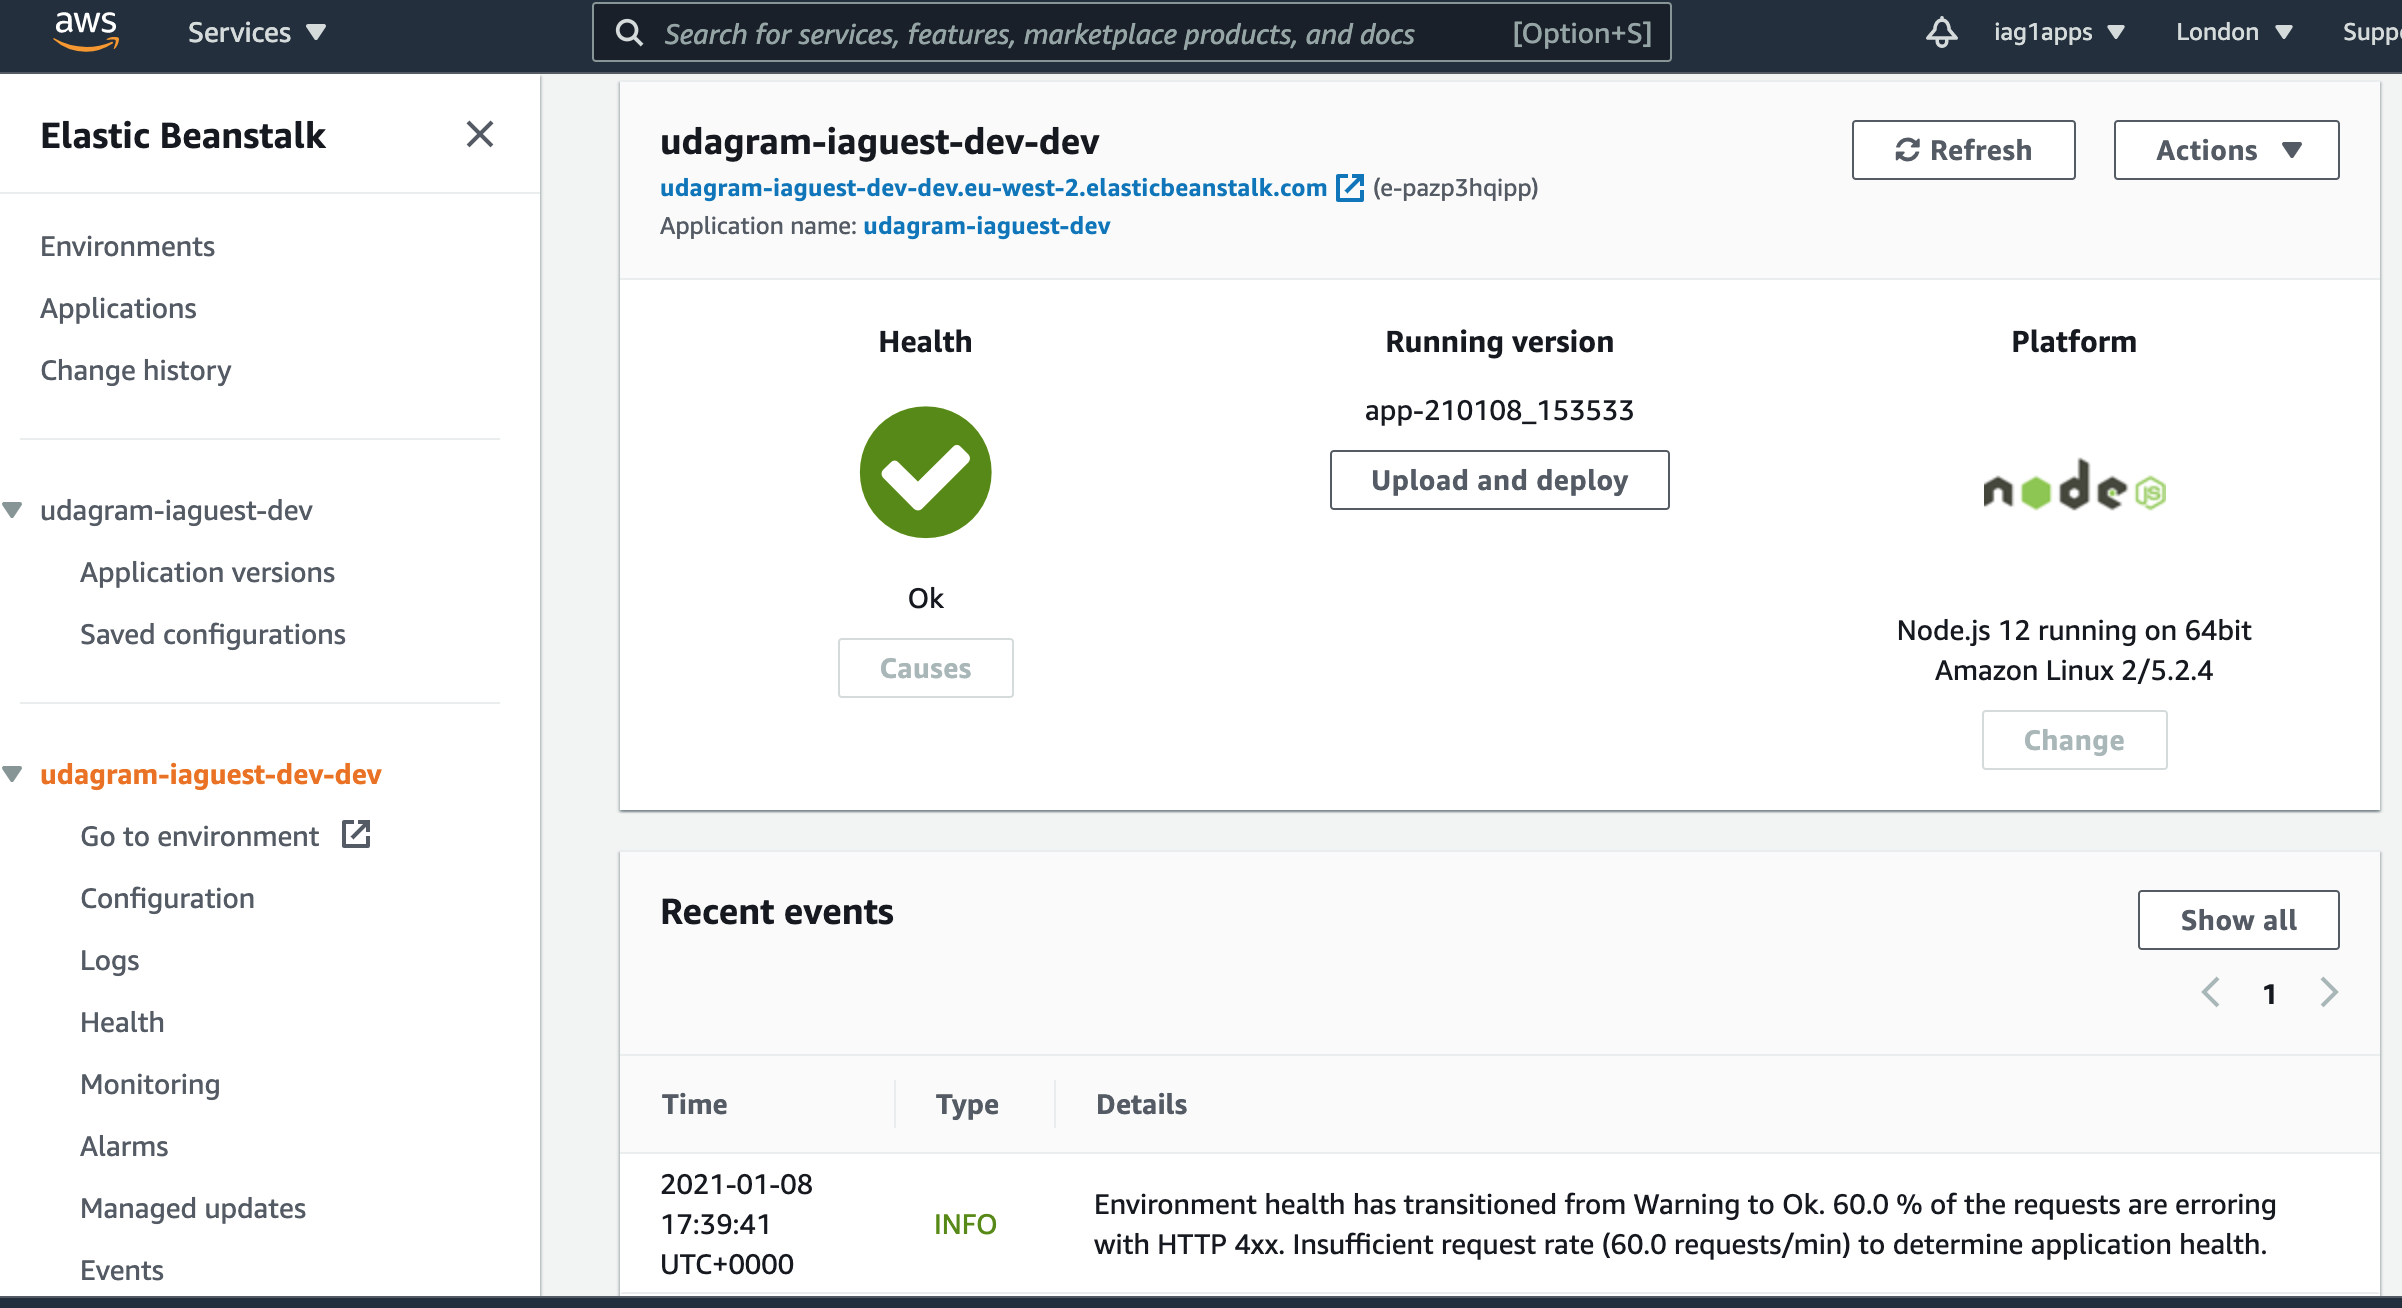 aws
Services
Search for services, features, marketplace products, and docs
[Option+S]
iag1apps
London
Supp
Elastic Beanstalk
Environments
Applications
Change history
udagram-iaguest-dev
Application versions
Saved configurations
udagram-iaguest-dev-dev
Go to environment
Configuration
Logs
Health
Monitoring
Alarms
Managed updates
Events
udagram-iaguest-dev-dev
udagram-iaguest-dev-dev.eu-west-2.elasticbeanstalk.com (e-pazp3hqipp)
Application name: udagram-iaguest-dev
Refresh
Actions
Health
Ok
Causes
Running version
app-210108_153533
Upload and deploy
Platform
node JS
Node.js 12 running on 64bit
Amazon Linux 2/5.2.4
Change
Recent events
Show all
1
Time
Type
Details
2021-01-08
17:39:41
UTC+0000
INFO
Environment health has transitioned from Warning to Ok. 60.0 % of the requests are erroring
with HTTP 4xx. Insufficient request rate (60.0 requests/min) to determine application health.